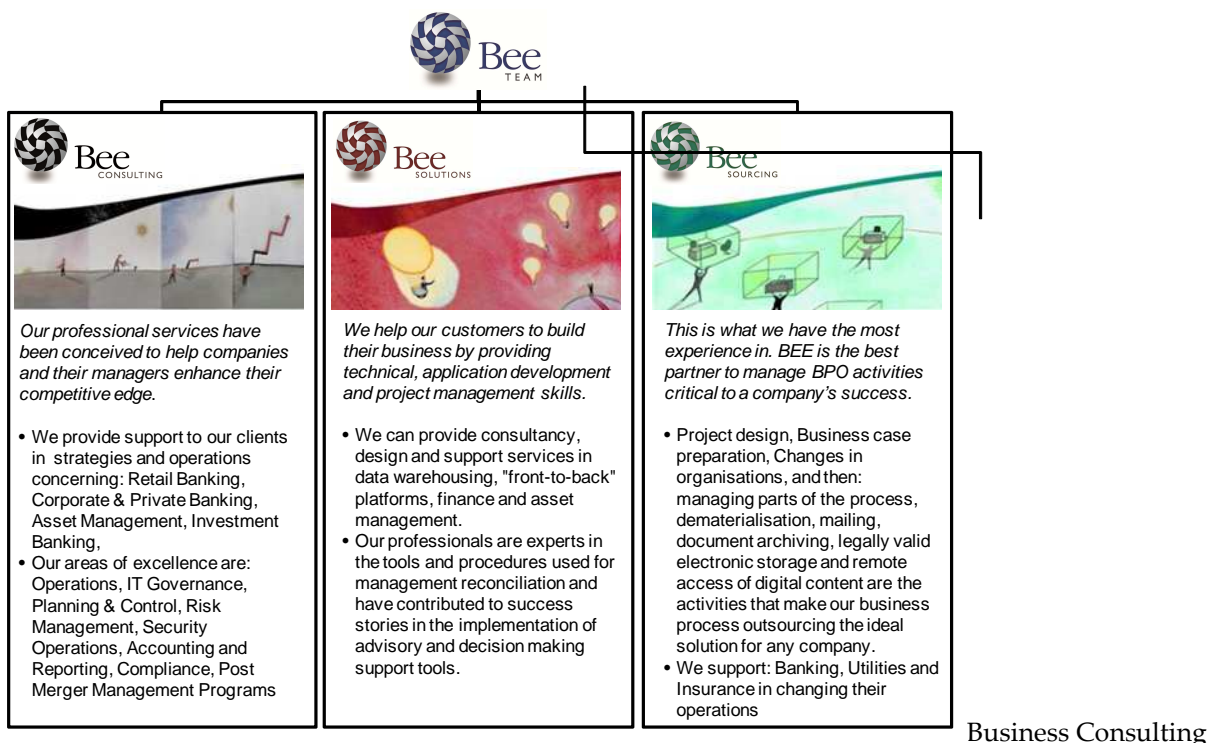 Bee
TEAM
Bee
CONSULTING
Our professional services have
been conceived to help companies
and their managers enhance their
competitive edge.
• We provide support to our clients
in strategies and operations
concerning: Retail Banking,
Corporate & Private Banking,
Asset Management, Investment
Banking,
• Our areas of excellence are:
Operations, IT Governance,
Planning & Control, Risk
Management, Security
Operations, Accounting and
Reporting, Compliance, Post
Merger Management Programs
Bee
SOLUTIONS
We help our customers to build
their business by providing
technical, application development
and project management skills.
• We can provide consultancy,
design and support services in
data warehousing, "front-to-back"
platforms, finance and asset
management.
• Our professionals are experts in
the tools and procedures used for
management reconciliation and
have contributed to success
stories in the implementation of
advisory and decision making
support tools.
Bee
SOURCING
This is what we have the most
experience in. BEE is the best
partner to manage BPO activities
critical to a company's success.
• Project design, Business case
preparation, Changes in
organisations, and then:
managing parts of the process,
dematerialisation, mailing,
document archiving, legally valid
electronic storage and remote
access of digital content are the
activities that make our business
process outsourcing the ideal
solution for any company.
• We support: Banking, Utilities and
Insurance in changing their
operations
Business Consulting